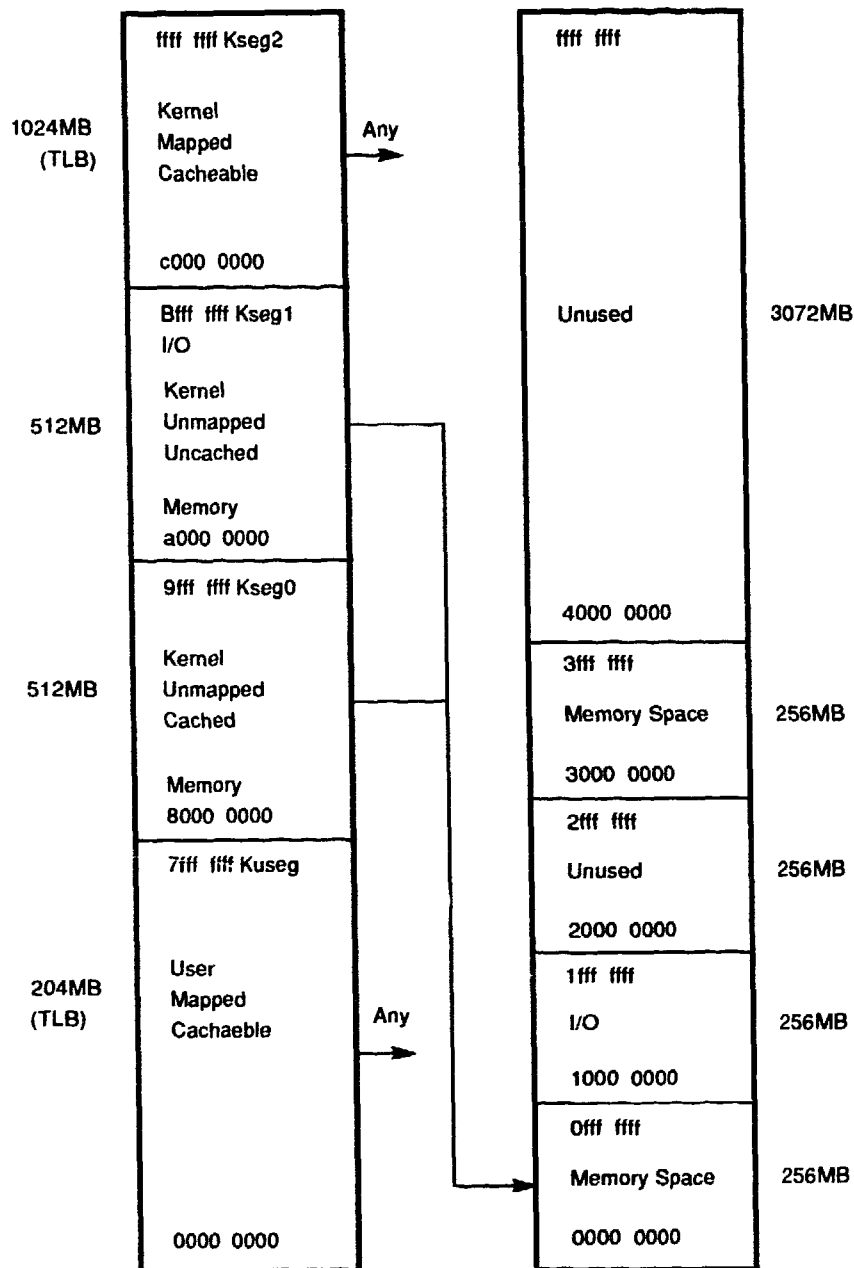 ffff ffff Kseg2
Kernel
Mapped
Cacheable
c000 0000
1024MB
(TLB)
Any
Bfff ffff Kseg1
I/O
Kernel
Unmapped
Uncached
Memory
a000 0000
512MB
9fff ffff Kseg0
Kernel
Unmapped
Cached
Memory
8000 0000
512MB
7fff ffff Kuseg
User
Mapped
Cachaeble
0000 0000
204MB
(TLB)
Any
ffff ffff
Unused
4000 0000
3072MB
3fff ffff
Memory Space
3000 0000
256MB
2fff ffff
Unused
2000 0000
256MB
1fff ffff
I/O
1000 0000
256MB
0fff ffff
Memory Space
0000 0000
256MB